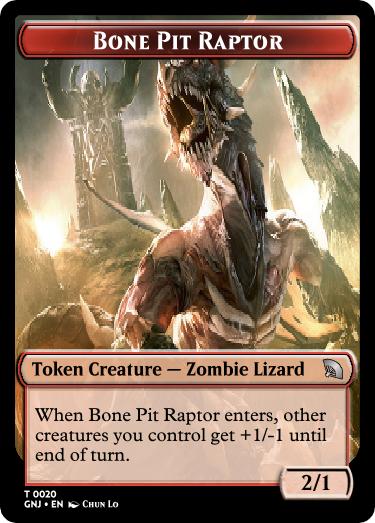 Bone Pit Raptor
Token Creature — Zombie Lizard
When Bone Pit Raptor enters, other
creatures you control get +1/-1 until
end of turn.
2/1
T 0020
GNJ • EN Chun Lo